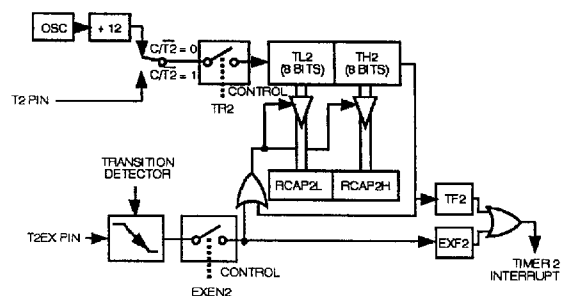 OSC
÷ 12
C/T2 = 0
C/T2 = 1
TL2
(8 BITS)
TH2
(8 BITS)
T2 PIN
CONTROL
TR2
TRANSITION
DETECTOR
RCAP2L
RCAP2H
TF2
T2EX PIN
EXF2
CONTROL
TIMER 2
INTERRUPT
EXEN2